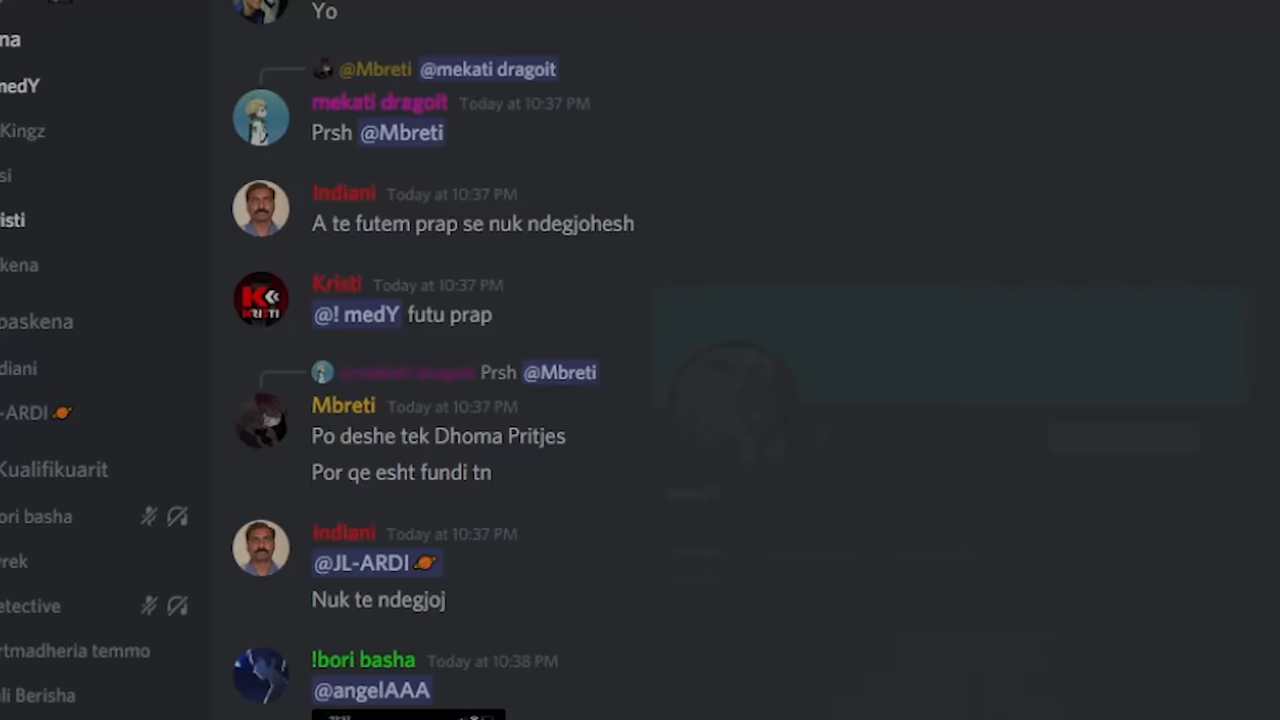 Yo
@Mbreti @mekati dragoit
mekati dragoit Today at 10:37 PM
Prsh @Mbreti
Indiani Today at 10:37 PM
A te futem prap se nuk ndegjohesh
Kristi Today at 10:37 PM
@! medY futu prap
Prsh @Mbreti
Mbreti Today at 10:37 PM
Po deshe tek Dhoma Pritjes
Por qe esht fundi tn
Indiani Today at 10:37 PM
@JL-ARDI 🪐
Nuk te ndegjoj
!bori basha Today at 10:38 PM
@angelAAA
na
medY
Kingz
si
risti
kena
paskena
diani
-ARDI 🪐
Kualifikuarit
ori basha
rek
etective
rtmadheria temmo
li Berisha